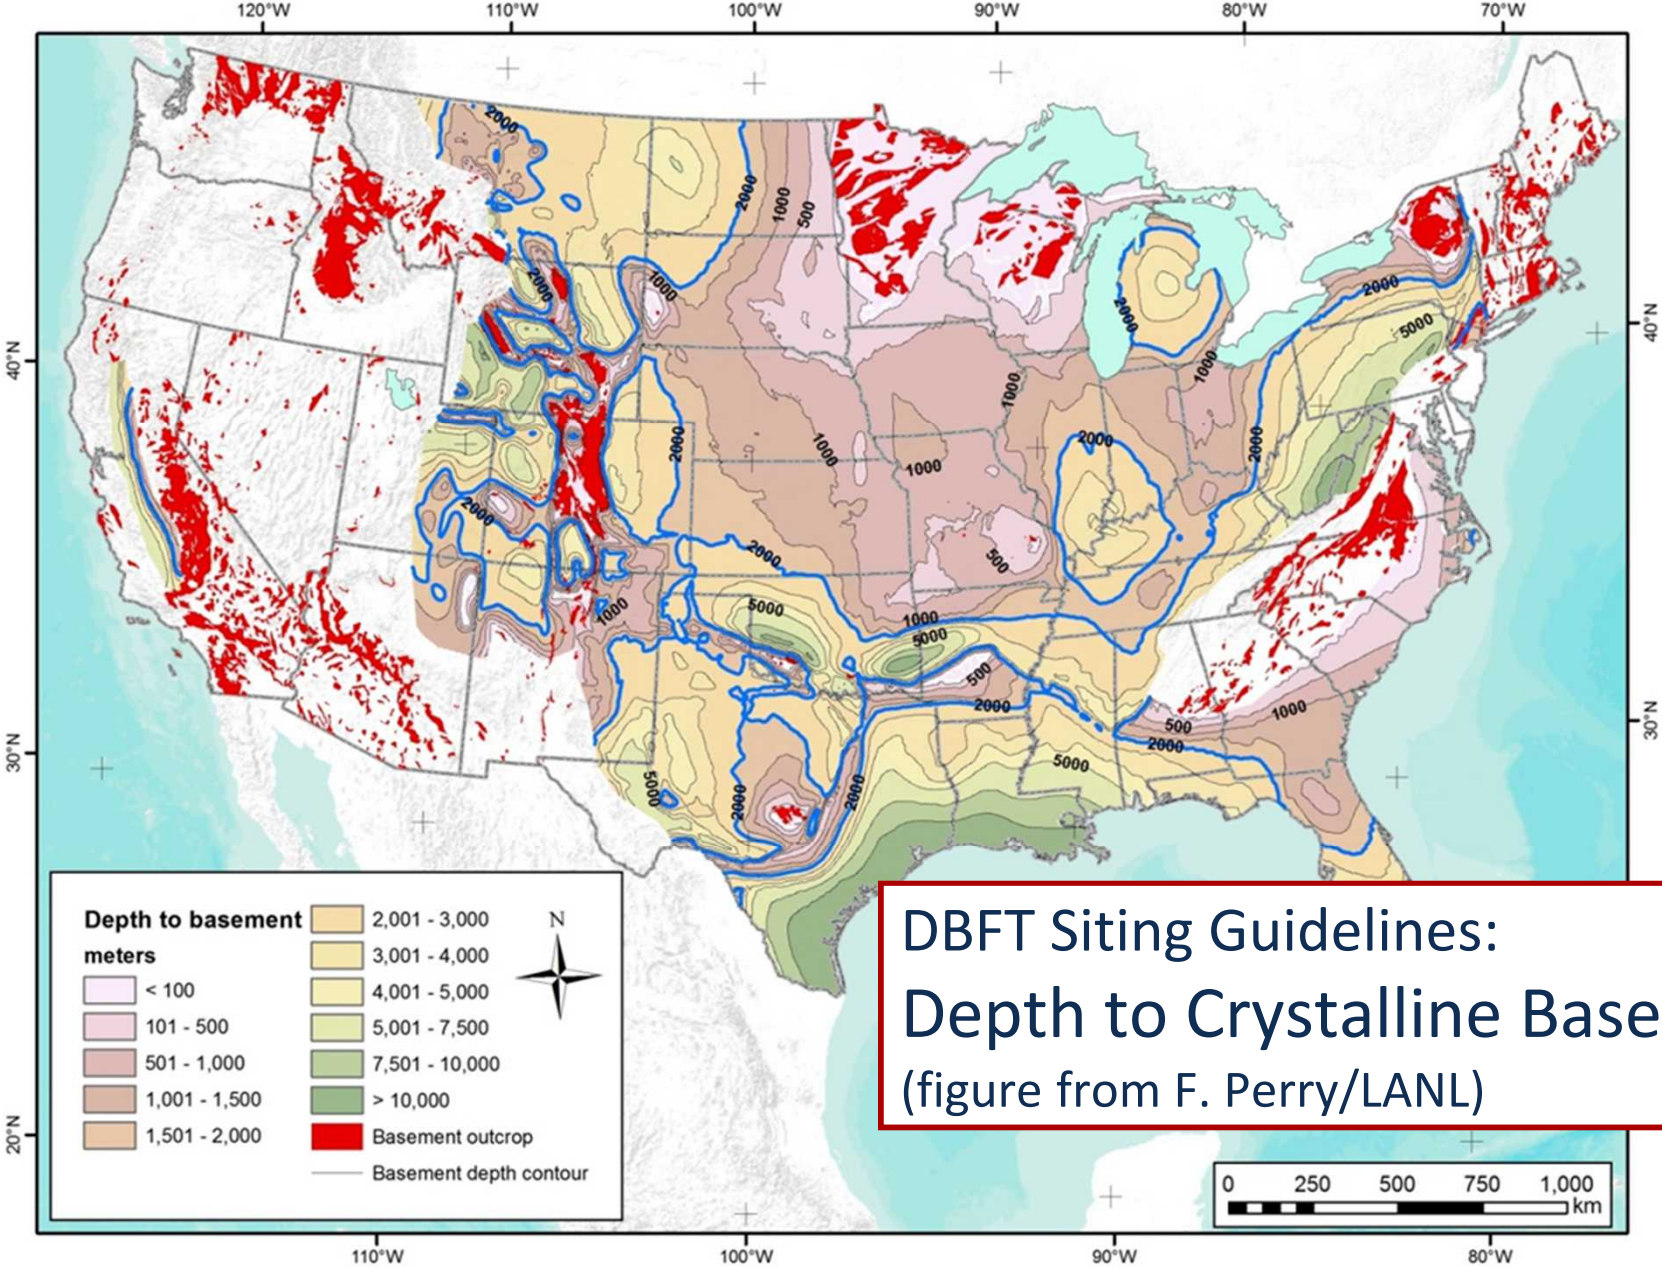 120°W 110°W 100°W 90°W 80°W 70°W
40°N
30°N
20°N
40°N
30°N
2000
2000
1000
500
2000
1000
2000
2000
5000
1000
1000
2000
2000
2000
1000
1000
2000
2000
500
1000
5000
1000
5000
500
2000
500
1000
2000
5000
5000
2000
2000
Depth to basement
meters
< 100
101 - 500
501 - 1,000
1,001 - 1,500
1,501 - 2,000
2,001 - 3,000
3,001 - 4,000
4,001 - 5,000
5,001 - 7,500
7,501 - 10,000
> 10,000
Basement outcrop
Basement depth contour
N
DBFT Siting Guidelines:
Depth to Crystalline Base
(figure from F. Perry/LANL)
0 250 500 750 1,000
km
110°W 100°W 90°W 80°W